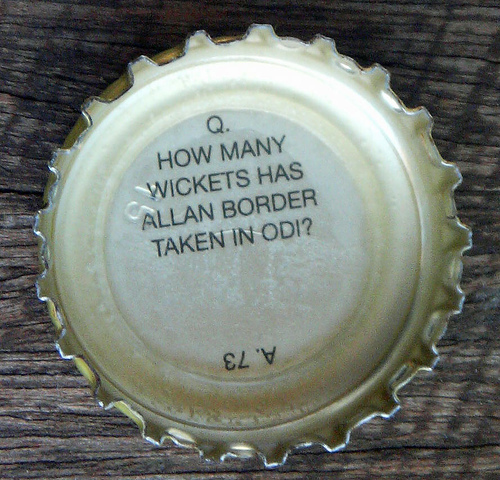 Q.
HOW MANY
WICKETS HAS
ALLAN BORDER
TAKEN IN ODI?
A. 73